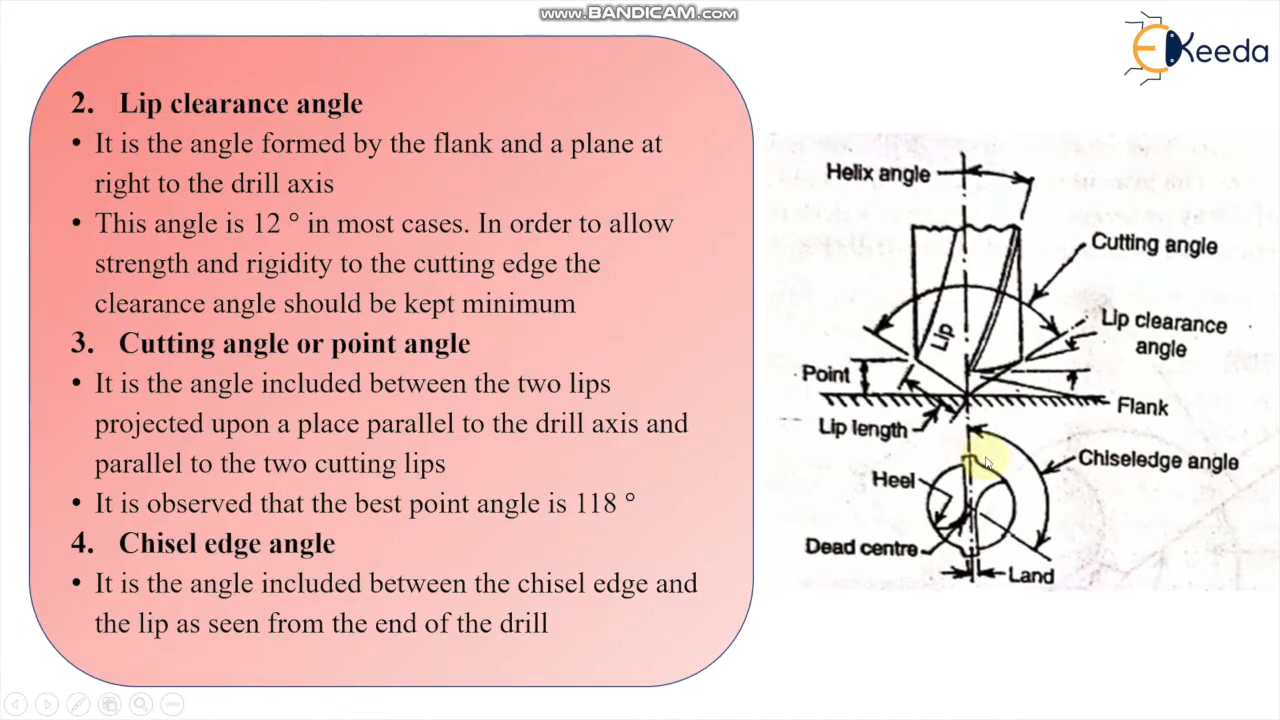 www.BANDICAM.com
EKeeda
2. Lip clearance angle
• It is the angle formed by the flank and a plane at
right to the drill axis
• This angle is 12 ° in most cases. In order to allow
strength and rigidity to the cutting edge the
clearance angle should be kept minimum
3. Cutting angle or point angle
• It is the angle included between the two lips
projected upon a place parallel to the drill axis and
parallel to the two cutting lips
• It is observed that the best point angle is 118 °
4. Chisel edge angle
• It is the angle included between the chisel edge and
the lip as seen from the end of the drill
Helix angle
Cutting angle
Lip
Lip clearance
angle
Point
Flank
Lip length
Chiseledge angle
Heel
Dead centre
Land